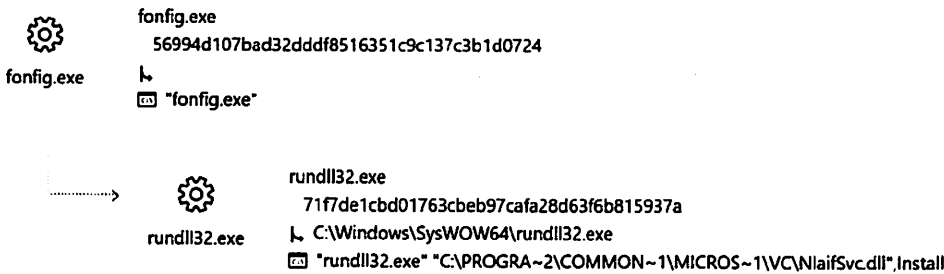 fonfig.exe
56994d107bad32dddf8516351c9c137c3b1d0724
fonfig.exe
"fonfig.exe"
rundll32.exe
71f7de1cbd01763cbeb97cafa28d63f6b815937a
rundll32.exe
C:\Windows\SysWOW64\rundll32.exe
"rundll32.exe" "C:\PROGRA~2\COMMON~1\MICROS~1\VC\NlaifSvc.dll",Install